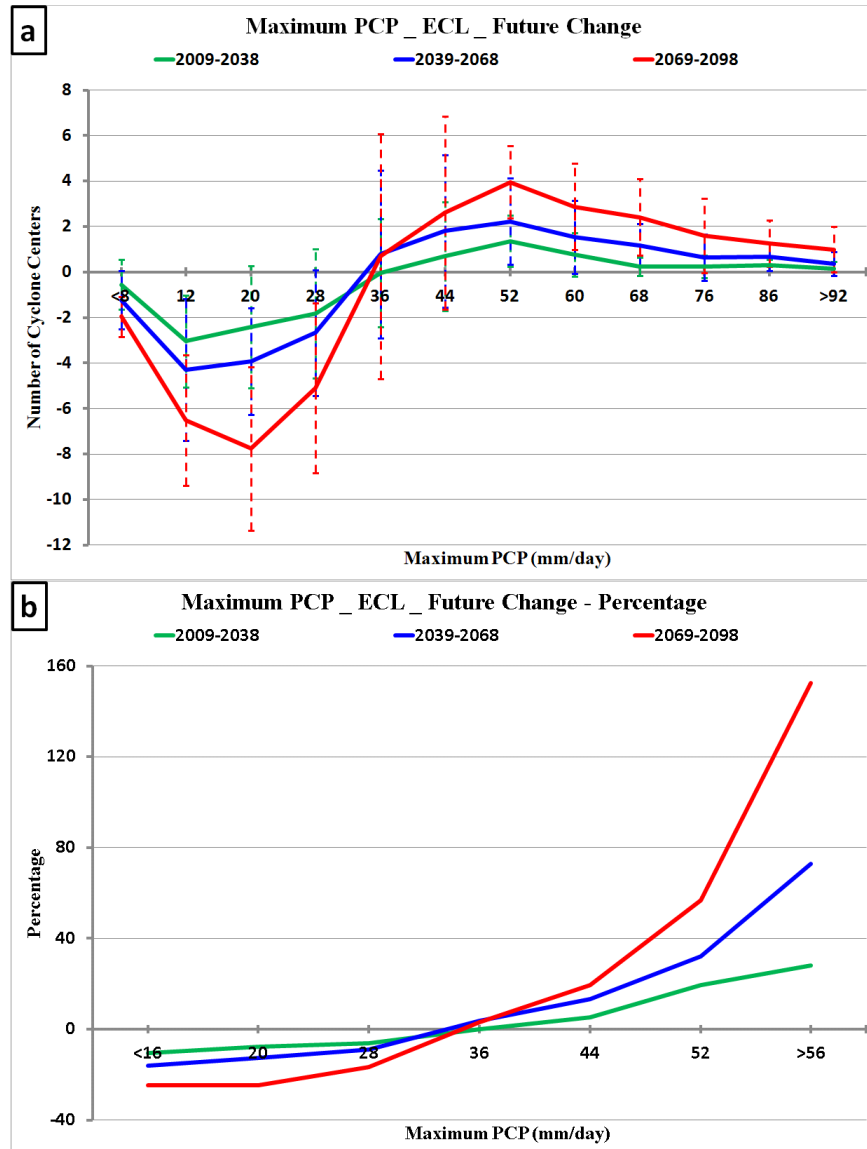 a
Maximum PCP _ ECL _ Future Change
2009-2038 2039-2068 2069-2098
8
6
4
2
0
-2
-4
-6
-8
-10
-12
Number of Cyclone Centers
<8 12 20 28 36 44 52 60 68 76 86 >92
Maximum PCP (mm/day)
b
Maximum PCP _ ECL _ Future Change - Percentage
2009-2038 2039-2068 2069-2098
160
120
80
40
0
-40
Percentage
<16 20 28 36 44 52 >56
Maximum PCP (mm/day)